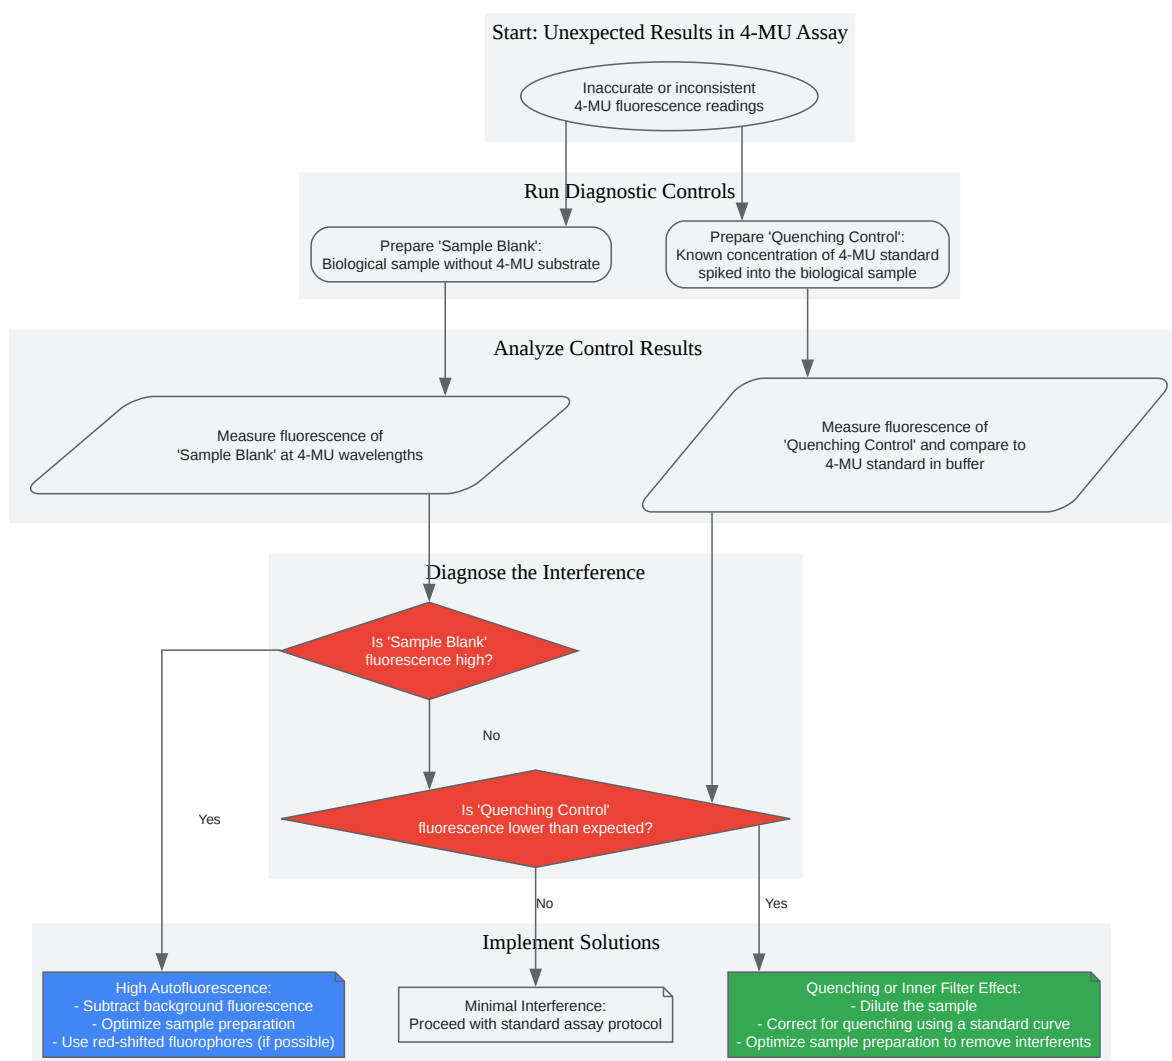 Start: Unexpected Results in 4-MU Assay
Inaccurate or inconsistent
4-MU fluorescence readings
Run Diagnostic Controls
Prepare 'Sample Blank':
Biological sample without 4-MU substrate
Prepare 'Quenching Control':
Known concentration of 4-MU standard
spiked into the biological sample
Analyze Control Results
Measure fluorescence of
'Sample Blank' at 4-MU wavelengths
Measure fluorescence of
'Quenching Control' and compare to
4-MU standard in buffer
Diagnose the Interference
Is 'Sample Blank'
fluorescence high?
No
Yes
Is 'Quenching Control'
fluorescence lower than expected?
No
Yes
Implement Solutions
High Autofluorescence:
- Subtract background fluorescence
- Optimize sample preparation
- Use red-shifted fluorophores (if possible)
Minimal Interference:
Proceed with standard assay protocol
Quenching or Inner Filter Effect:
- Dilute the sample
- Correct for quenching using a standard curve
- Optimize sample preparation to remove interferents